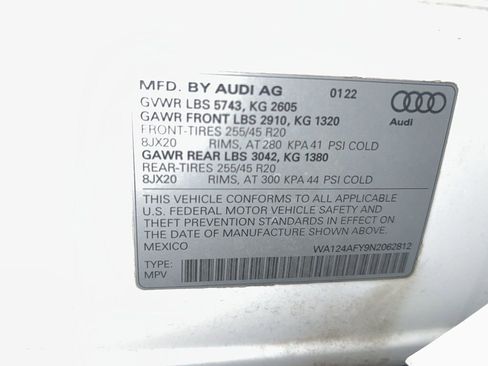 MFD. BY AUDI AG 01 22
GVWR LBS 5743, KG 2605
GAWR FRONT LBS 2910, KG 1320
FRONT-TIRES 255/45 R20
8JX20 RIMS, AT 280 KPA 41 PSI COLD
GAWR REAR LBS 3042, KG 1380
REAR-TIRES 255/45 R20
8JX20 RIMS, AT 300 KPA 44 PSI COLD
Audi
THIS VEHICLE CONFORMS TO ALL APPLICABLE
U.S. FEDERAL MOTOR VEHICLE SAFETY AND
THEFT PREVENTION STANDARDS IN EFFECT ON
THE DATE OF MANUFACTURE SHOWN ABOVE.
MEXICO WA124AFY9N2062812
TYPE:
MPV